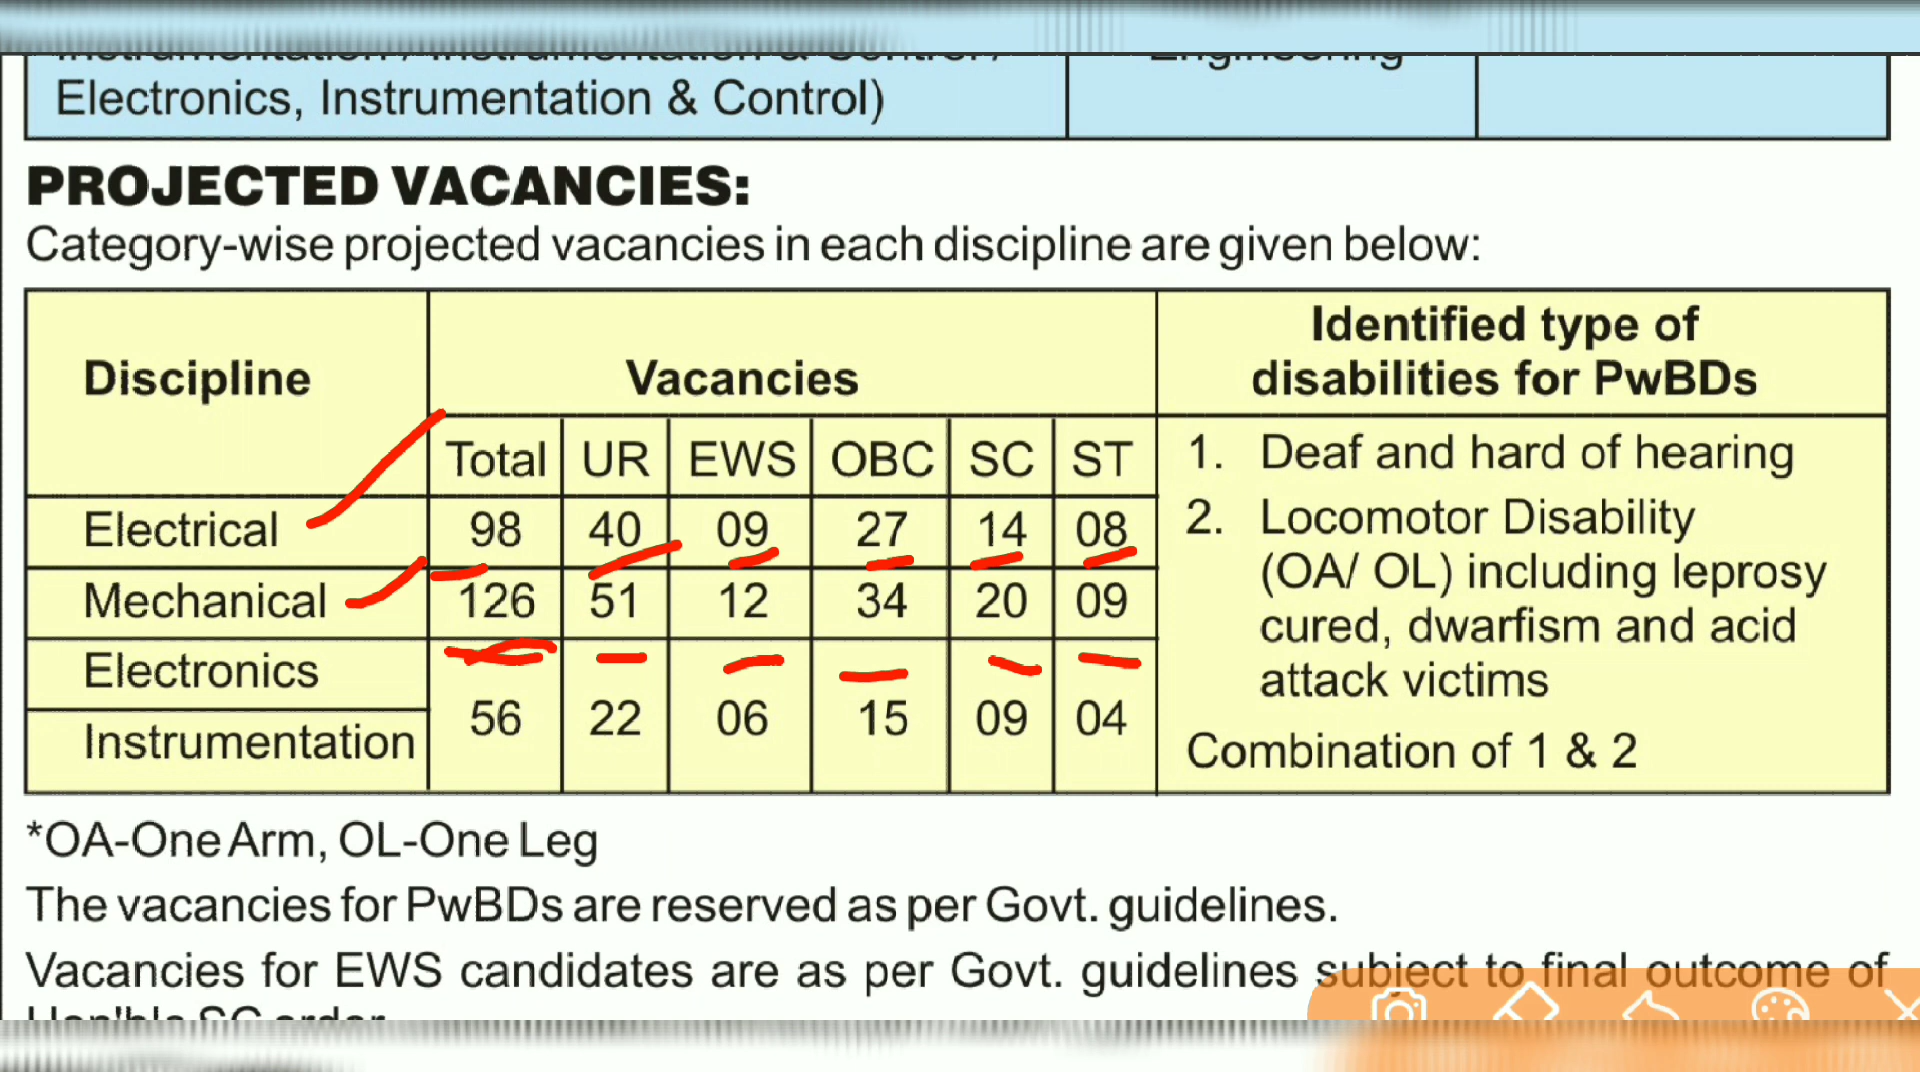 Electronics, Instrumentation & Control)
PROJECTED VACANCIES:
Category-wise projected vacancies in each discipline are given below:
Discipline Vacancies Identified type of disabilities for PwBDs
Total UR EWS OBC SC ST
Electrical 98 40 09 27 14 08
Mechanical 126 51 12 34 20 09
Electronics
Instrumentation 56 22 06 15 09 04
1. Deaf and hard of hearing
2. Locomotor Disability
(OA/ OL) including leprosy
cured, dwarfism and acid
attack victims
Combination of 1 & 2
*OA-One Arm, OL-One Leg
The vacancies for PwBDs are reserved as per Govt. guidelines.
Vacancies for EWS candidates are as per Govt. guidelines subject to final outcome of